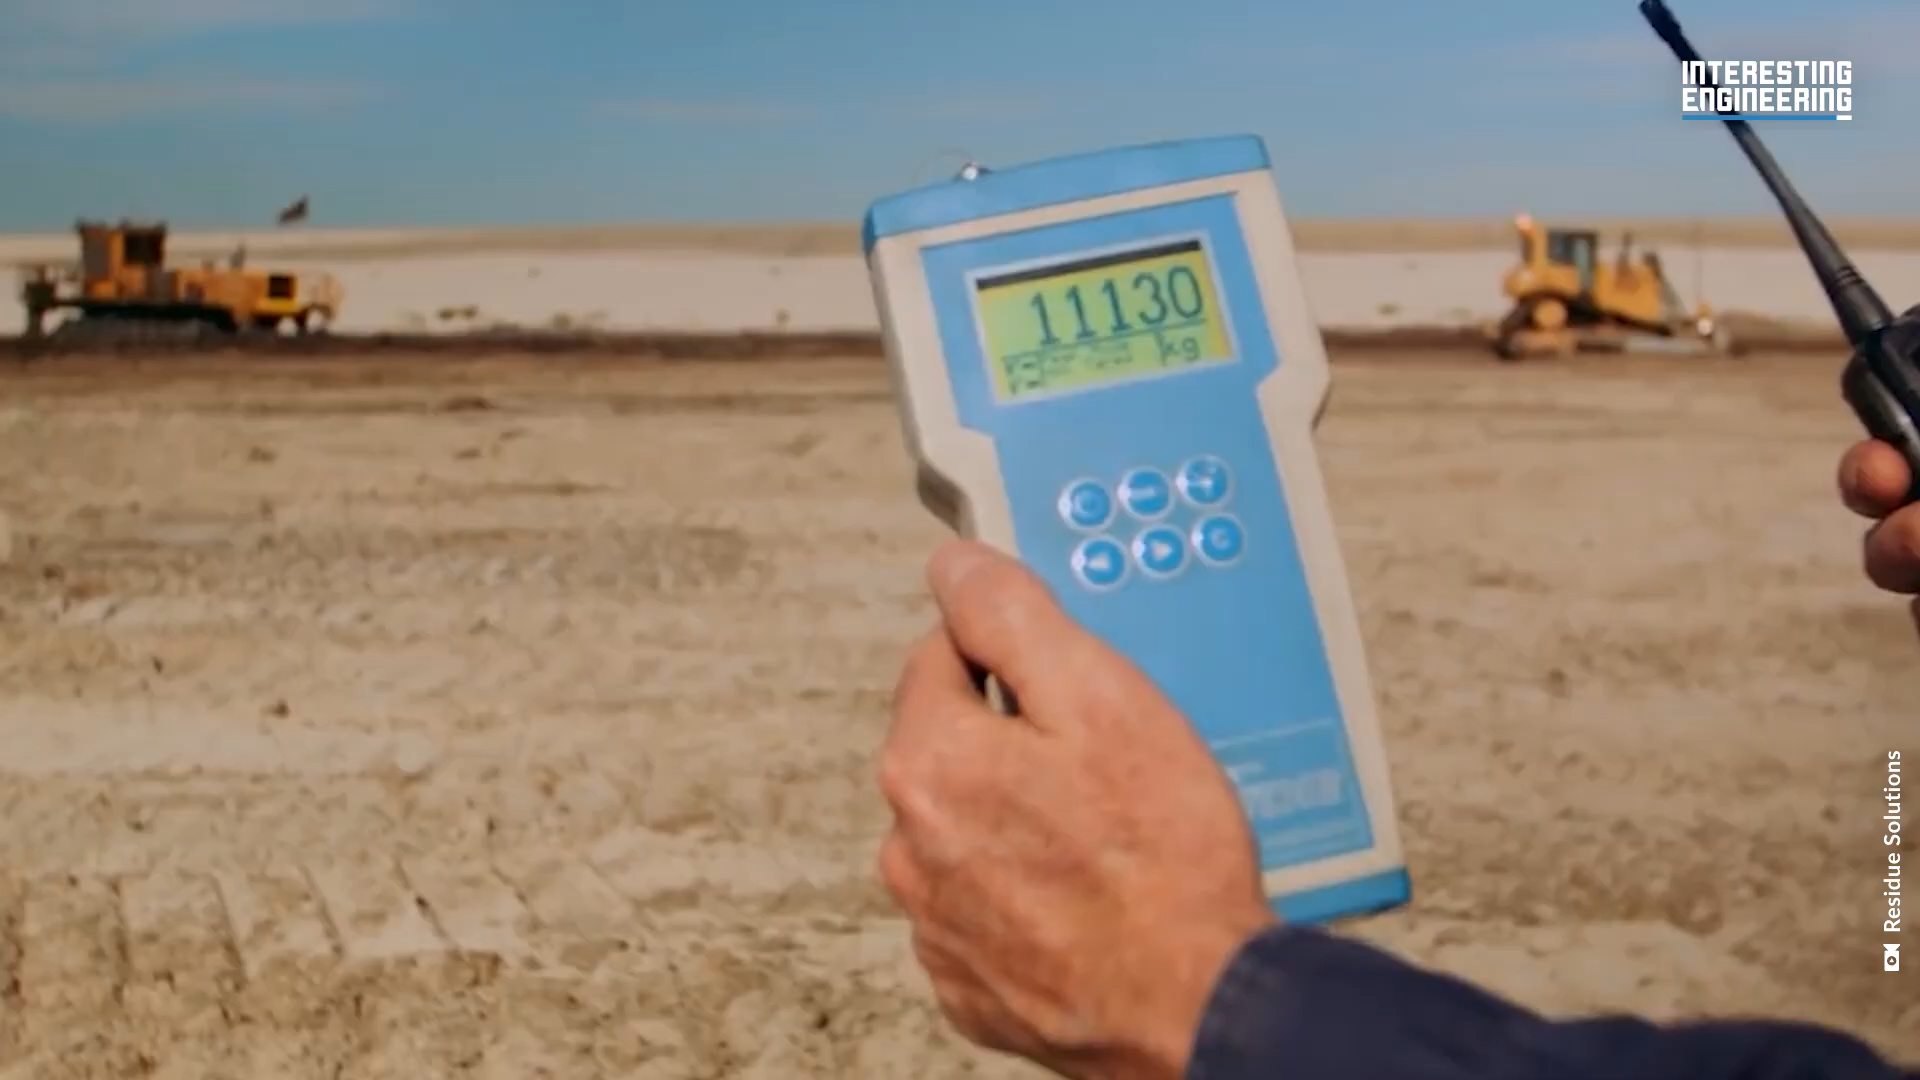 INTERESTING
ENGINEERING
11130
kg
Residue Solutions